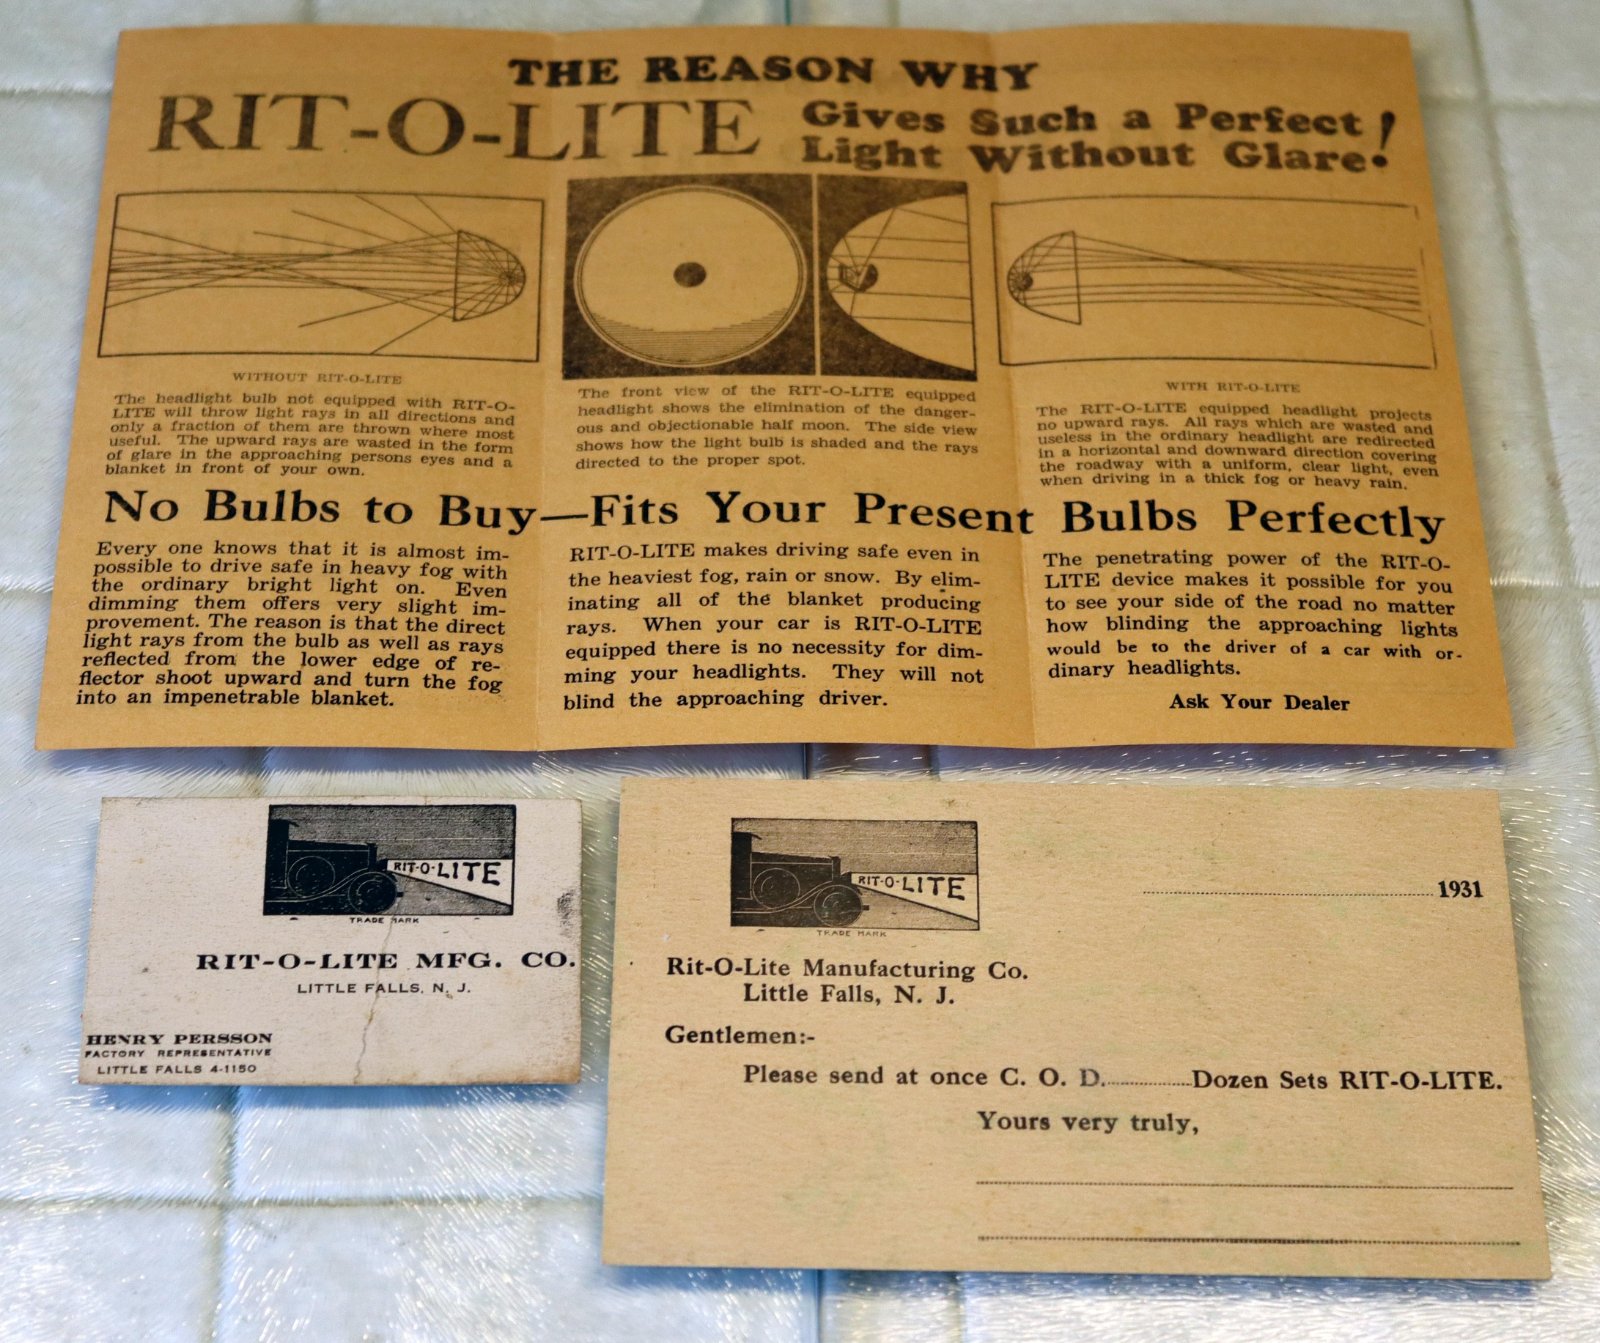 THE REASON WHY
RIT-O-LITE Gives Such a Perfect
Light Without Glare!
WITHOUT RIT-O-LITE
The headlight bulb not equipped with RIT-O-
LITE will throw light rays in all directions and
only a fraction of them are thrown where most
useful. The upward rays are wasted in the form
of glare in the approaching persons eyes and a
blanket in front of your own.
The front view of the RIT-O-LITE equipped
headlight shows the elimination of the danger-
ous and objectionable half moon. The side view
shows how the light bulb is shaded and the rays
directed to the proper spot.
WITH RIT-O-LITE
The RIT-O-LITE equipped headlight projects
no upward rays. All rays which are wasted and
useless in the ordinary headlight are redirected
in a horizontal and downward direction covering
the roadway with a uniform, clear light, even
when driving in a thick fog or heavy rain.
No Bulbs to Buy—Fits Your Present Bulbs Perfectly
Every one knows that it is almost im-
possible to drive safe in heavy fog with
the ordinary bright light on. Even
dimming them offers very slight im-
provement. The reason is that the direct
light rays from the bulb as well as rays
reflected from the lower edge of re-
flector shoot upward and turn the fog
into an impenetrable blanket.
RIT-O-LITE makes driving safe even in
the heaviest fog, rain or snow. By elim-
inating all of the blanket producing
rays. When your car is RIT-O-LITE
equipped there is no necessity for dim-
ming your headlights. They will not
blind the approaching driver.
The penetrating power of the RIT-O-
LITE device makes it possible for you
to see your side of the road no matter
how blinding the approaching lights
would be to the driver of a car with or-
dinary headlights.
Ask Your Dealer
RIT-O-LITE
TRADE MARK
RIT-O-LITE MFG. CO.
LITTLE FALLS, N. J.
HENRY PERSSON
FACTORY REPRESENTATIVE
LITTLE FALLS 4-1150
RIT-O-LITE
TRADE MARK
1931
Rit-O-Lite Manufacturing Co.
Little Falls, N. J.
Gentlemen:-
Please send at once C. O. D. Dozen Sets RIT-O-LITE.
Yours very truly,